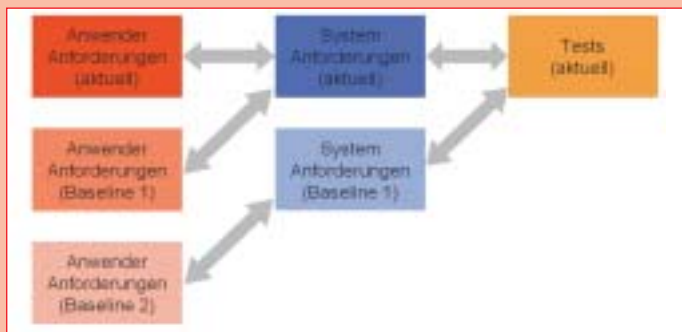 Anwender
Anforderungen
(aktuell)
System
Anforderungen
(aktuell)
Tests
(aktuell)
Anwender
Anforderungen
(Baseline 1)
System
Anforderungen
(Baseline 1)
Anwender
Anforderungen
(Baseline 2)